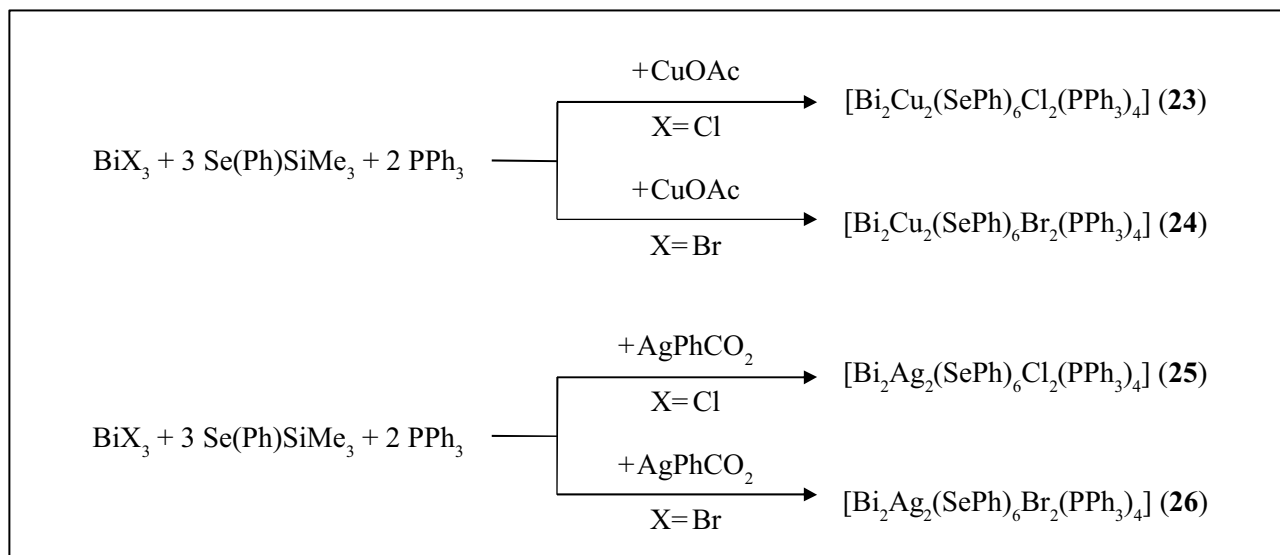 +CuOAc
[Bi₂Cu₂(SePh)₆Cl₂(PPh₃)₄] (23)
X=Cl
BiX₃ + 3 Se(Ph)SiMe₃ + 2 PPh₃
+CuOAc
[Bi₂Cu₂(SePh)₆Br₂(PPh₃)₄] (24)
X=Br
+AgPhCO₂
[Bi₂Ag₂(SePh)₆Cl₂(PPh₃)₄] (25)
X=Cl
BiX₃ + 3 Se(Ph)SiMe₃ + 2 PPh₃
+AgPhCO₂
[Bi₂Ag₂(SePh)₆Br₂(PPh₃)₄] (26)
X=Br